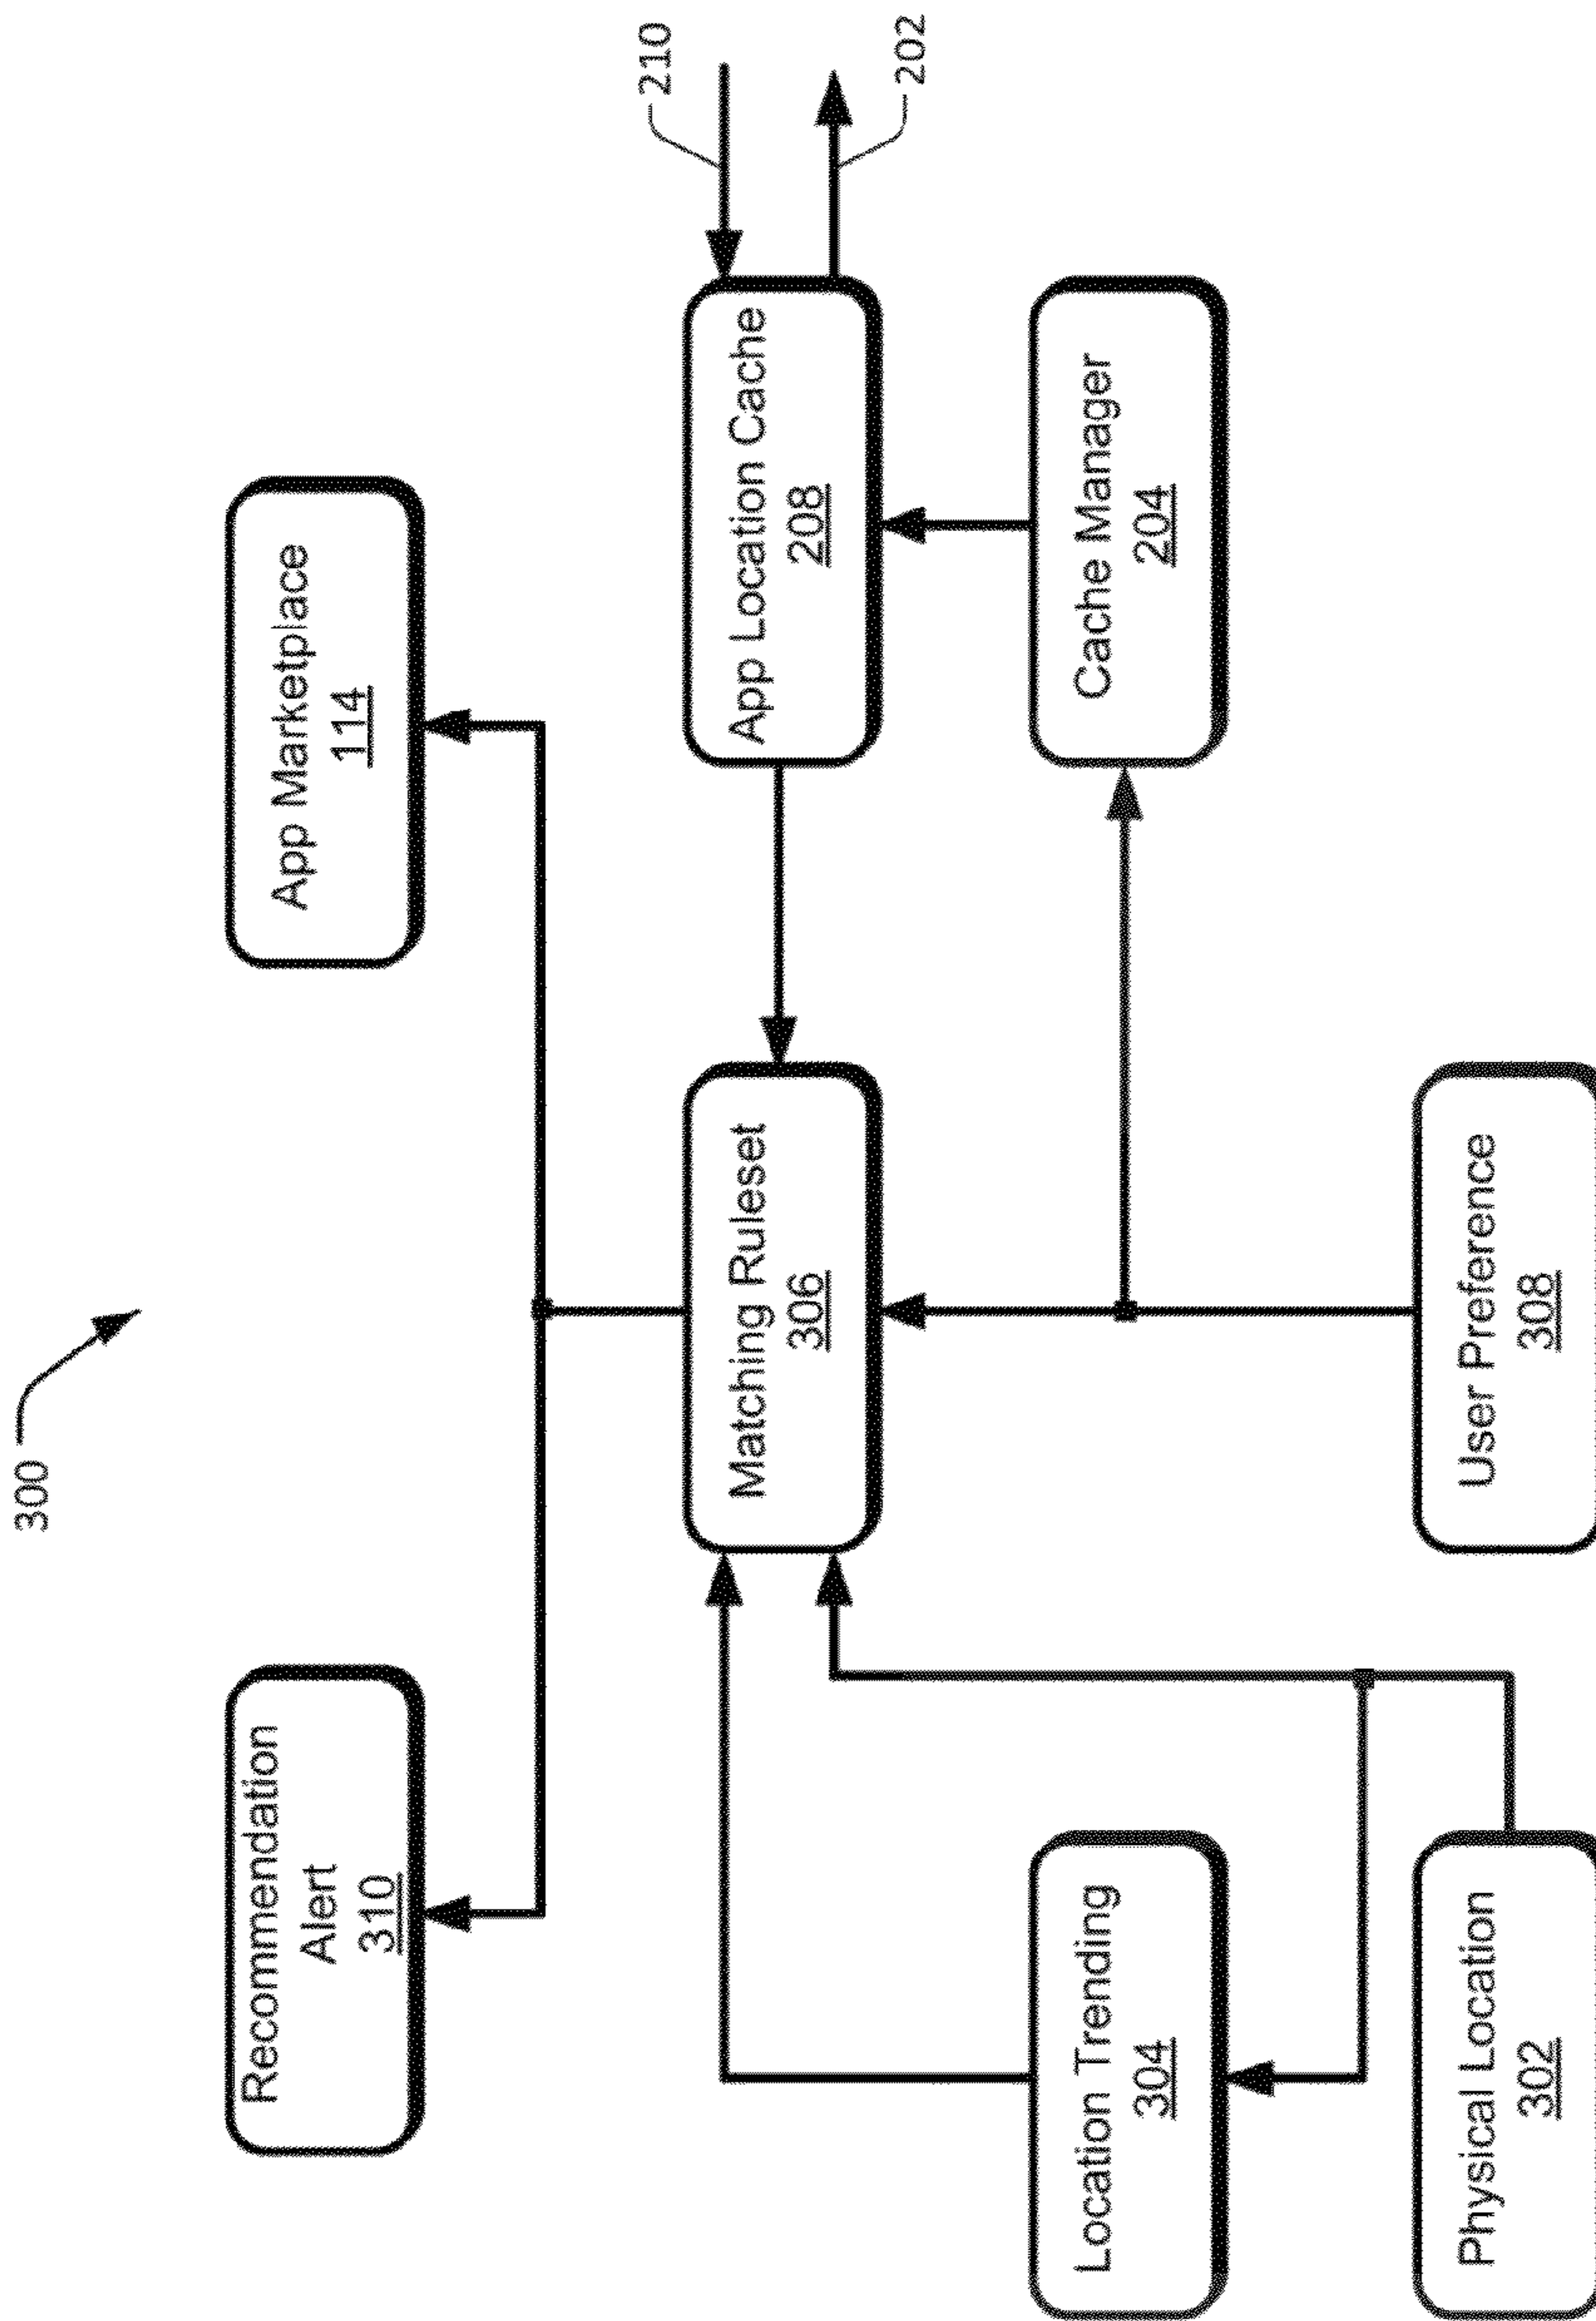 300
Recommendation
Alert
310
App Marketplace
114
Matching Ruleset
306
App Location Cache
208
210
202
Location Trending
304
Cache Manager
204
Physical Location
302
User Preference
308